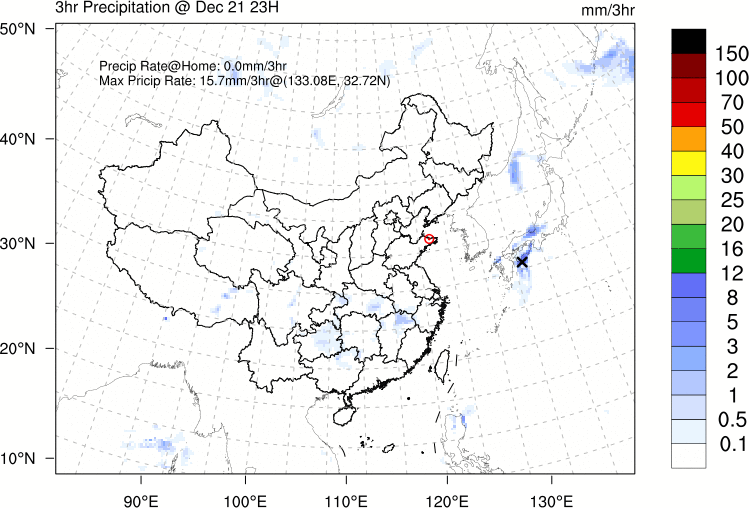 3hr Precipitation @ Dec 21 23H
mm/3hr
50°N
Precip Rate@Home: 0.0mm/3hr
Max Pricip Rate: 15.7mm/3hr@(133.08E, 32.72N)
40°N
30°N
20°N
10°N
90°E 100°E 110°E 120°E 130°E
150
100
70
50
40
30
25
20
16
12
8
5
3
2
1
0.5
0.1